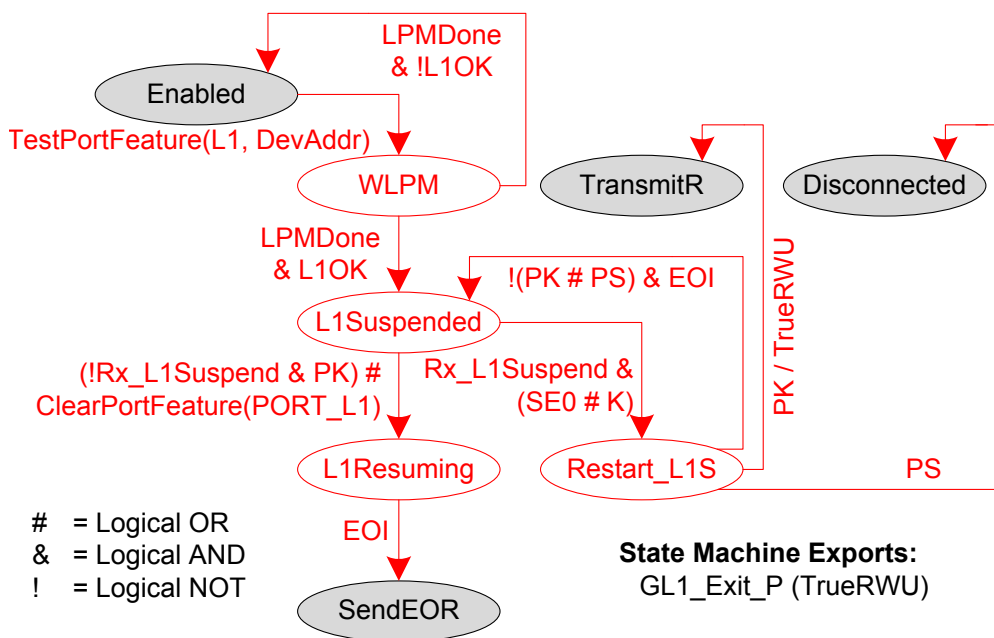 LPMDone
& !L1OK
Enabled
TestPortFeature(L1, DevAddr)
WLPM
TransmitR
Disconnected
LPMDone
& L1OK
!(PK # PS) & EOI
PK / TrueRWU
L1Suspended
(!Rx_L1Suspend & PK) #
ClearPortFeature(PORT_L1)
Rx_L1Suspend &
(SE0 # K)
L1Resuming
Restart_L1S
PS
EOI
# = Logical OR
& = Logical AND
! = Logical NOT
SendEOR
State Machine Exports:
GL1_Exit_P (TrueRWU)